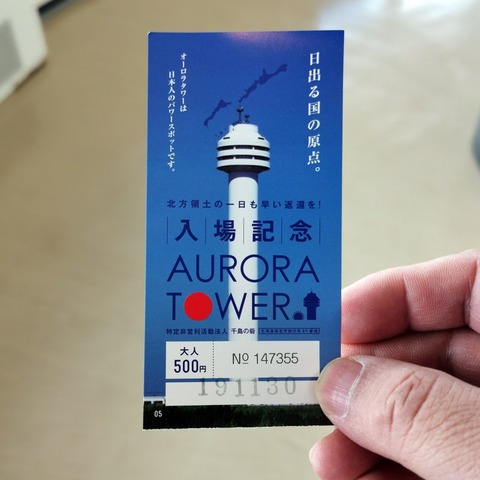 日出る国の原点。
オーロラタワーは
日本人のパワースポットです。
北方領土の一日も早い返還を!
入場記念
AURORA
TOWER
特定非営利活動法人 千島の砦
大人
500円
№ 147355
191130
05